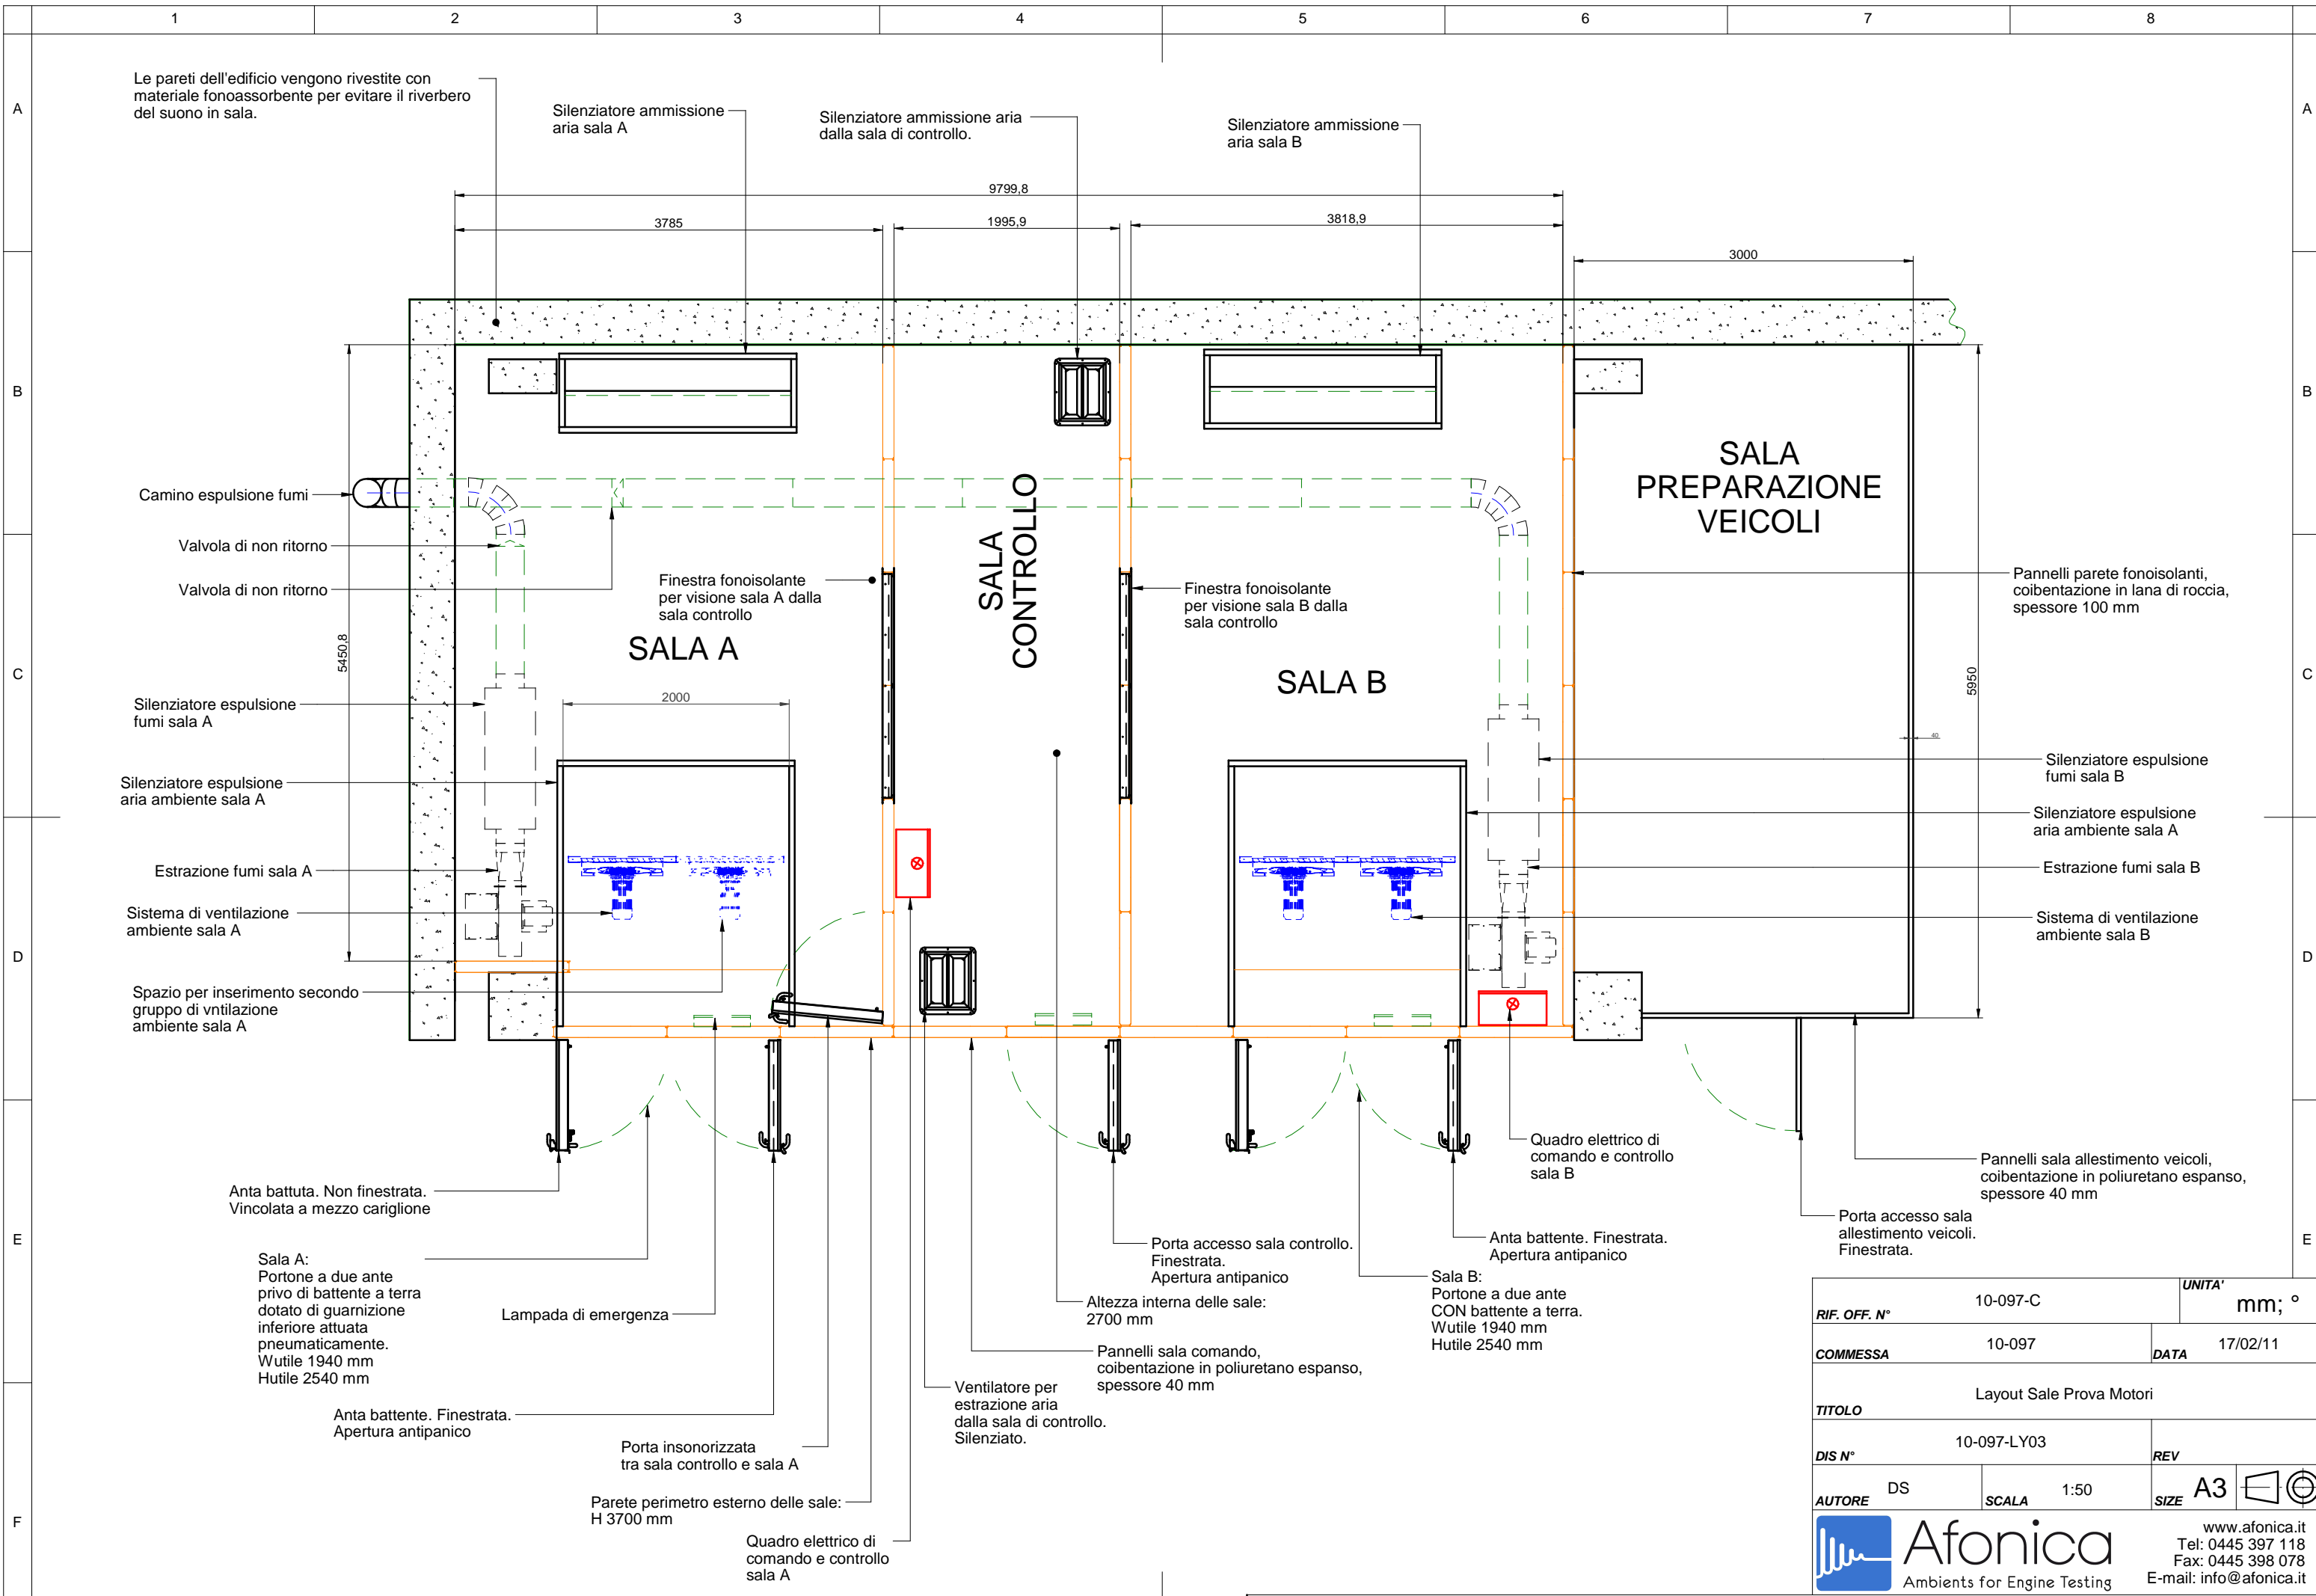 1 2 3 4 5 6 7 8
A
A
B
B
C
C
D
D
E
E
F
Le pareti dell'edificio vengono rivestite con
materiale fonoassorbente per evitare il riverbero
del suono in sala.
Silenziatore ammissione
aria sala A
Silenziatore ammissione aria
dalla sala di controllo.
Silenziatore ammissione
aria sala B
9799,8
3785
1995,9
3818,9
3000
Camino espulsione fumi
Valvola di non ritorno
Valvola di non ritorno
5450,8
Finestra fonoisolante
per visione sala A dalla
sala controllo
SALA A
SALA
CONTROLLO
Finestra fonoisolante
per visione sala B dalla
sala controllo
SALA B
SALA
PREPARAZIONE
VEICOLI
Pannelli parete fonoisolanti,
coibentazione in lana di roccia,
spessore 100 mm
5950
40
2000
Silenziatore espulsione
fumi sala A
Silenziatore espulsione
aria ambiente sala A
Estrazione fumi sala A
Sistema di ventilazione
ambiente sala A
Spazio per inserimento secondo
gruppo di vntilazione
ambiente sala A
Silenziatore espulsione
fumi sala B
Silenziatore espulsione
aria ambiente sala A
Estrazione fumi sala B
Sistema di ventilazione
ambiente sala B
Anta battuta. Non finestrata.
Vincolata a mezzo cariglione
Sala A:
Portone a due ante
privo di battente a terra
dotato di guarnizione
inferiore attuata
pneumaticamente.
Wutile 1940 mm
Hutile 2540 mm
Lampada di emergenza
Anta battente. Finestrata.
Apertura antipanico
Porta insonorizzata
tra sala controllo e sala A
Parete perimetro esterno delle sale:
H 3700 mm
Quadro elettrico di
comando e controllo
sala A
Ventilatore per
estrazione aria
dalla sala di controllo.
Silenziato.
Pannelli sala comando,
coibentazione in poliuretano espanso,
spessore 40 mm
Altezza interna delle sale:
2700 mm
Porta accesso sala controllo.
Finestrata.
Apertura antipanico
Sala B:
Portone a due ante
CON battente a terra.
Wutile 1940 mm
Hutile 2540 mm
Anta battente. Finestrata.
Apertura antipanico
Quadro elettrico di
comando e controllo
sala B
Pannelli sala allestimento veicoli,
coibentazione in poliuretano espanso,
spessore 40 mm
Porta accesso sala
allestimento veicoli.
Finestrata.
RIF. OFF. N° 10-097-C UNITA' mm; °
COMMESSA 10-097 DATA 17/02/11
TITOLO Layout Sale Prova Motori
DIS N° 10-097-LY03 REV
AUTORE DS SCALA 1:50 SIZE A3
Afonica
Ambients for Engine Testing
www.afonica.it
Tel: 0445 397 118
Fax: 0445 398 078
E-mail: info@afonica.it